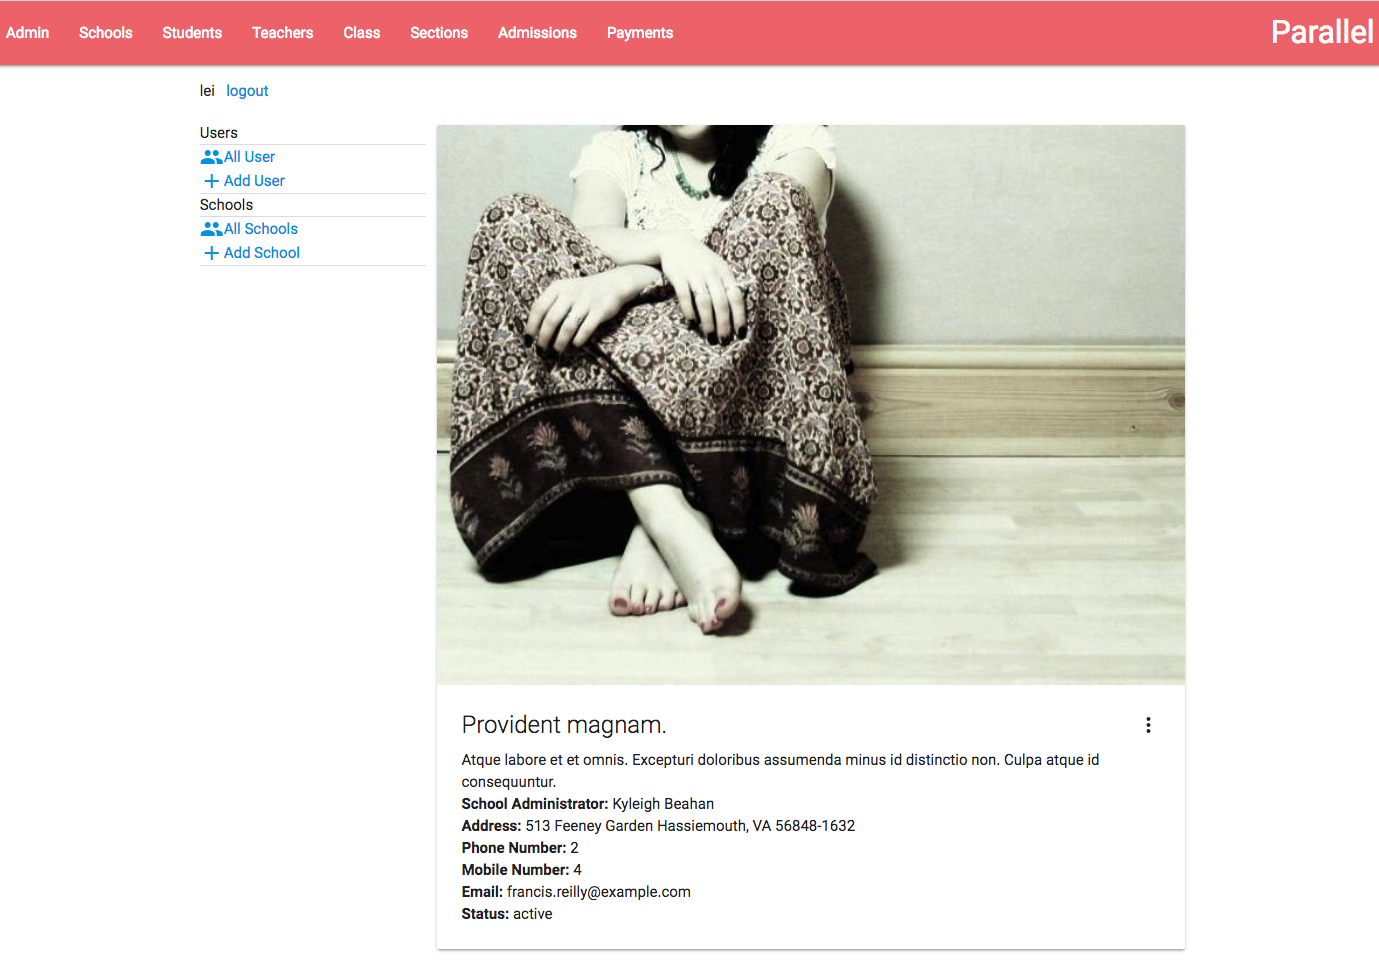 Admin Schools Students Teachers Class Sections Admissions Payments Parallel
lei logout
Users
All User
Add User
Schools
All Schools
Add School
Provident magnam.
Atque labore et et omnis. Excepturi doloribus assumenda minus id distinctio non. Culpa atque id
consequuntur.
School Administrator: Kyleigh Beahan
Address: 513 Feeney Garden Hassiemouth, VA 56848-1632
Phone Number: 2
Mobile Number: 4
Email: francis.reilly@example.com
Status: active